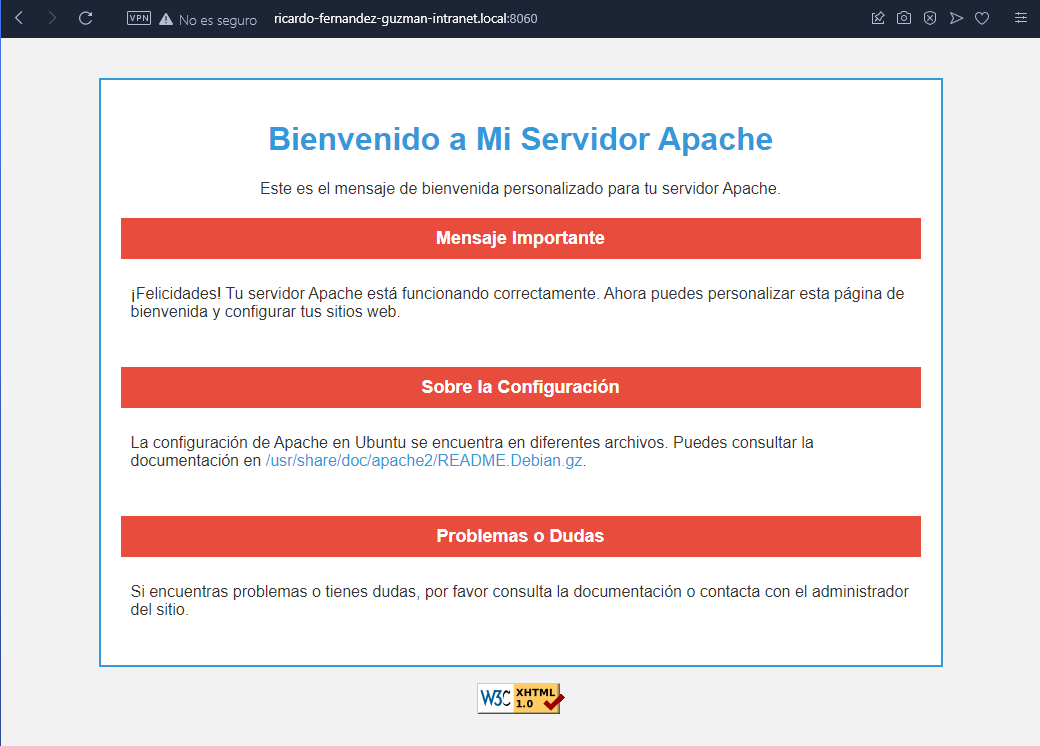 VPN No es seguro ricardo-fernandez-guzman-intranet.local:8060
Bienvenido a Mi Servidor Apache
Este es el mensaje de bienvenida personalizado para tu servidor Apache.
Mensaje Importante
¡Felicidades! Tu servidor Apache está funcionando correctamente. Ahora puedes personalizar esta página de
bienvenida y configurar tus sitios web.
Sobre la Configuración
La configuración de Apache en Ubuntu se encuentra en diferentes archivos. Puedes consultar la
documentación en /usr/share/doc/apache2/README.Debian.gz.
Problemas o Dudas
Si encuentras problemas o tienes dudas, por favor consulta la documentación o contacta con el administrador
del sitio.
W3C XHTML
1.0